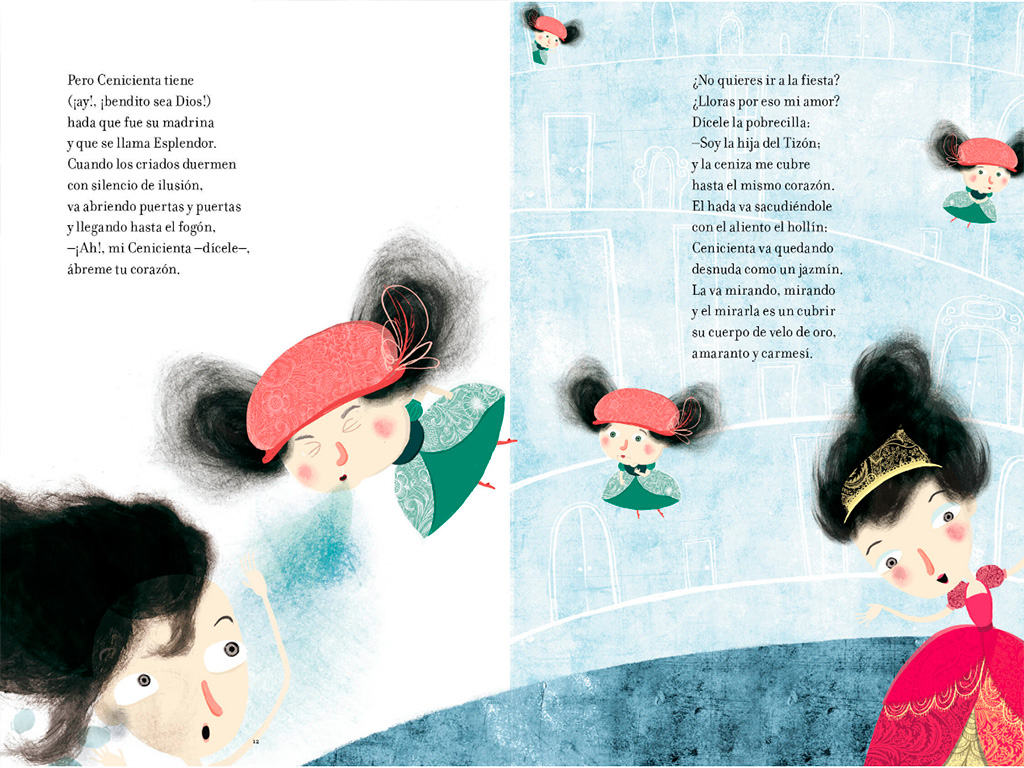 Pero Cenicienta tiene
(¡ay!, ¡bendito sea Dios!)
hada que fue su madrina
y que se llama Esplendor.
Cuando los criados duermen
con silencio de ilusión,
va abriendo puertas y puertas
y llegando hasta el fogón,
—¡Ah!, mi Cenicienta —dícele—,
ábreme tu corazón.
12
¿No quieres ir a la fiesta?
¿Lloras por eso mi amor?
Dícele la pobrecilla:
—Soy la hija del Tizón;
y la ceniza me cubre
hasta el mismo corazón.
El hada va sacudiéndole
con el aliento el hollín;
Cenicienta va quedando
desnuda como un jazmín.
La va mirando, mirando
y el mirarla es un cubrir
su cuerpo de velo de oro,
amaranto y carmesí.